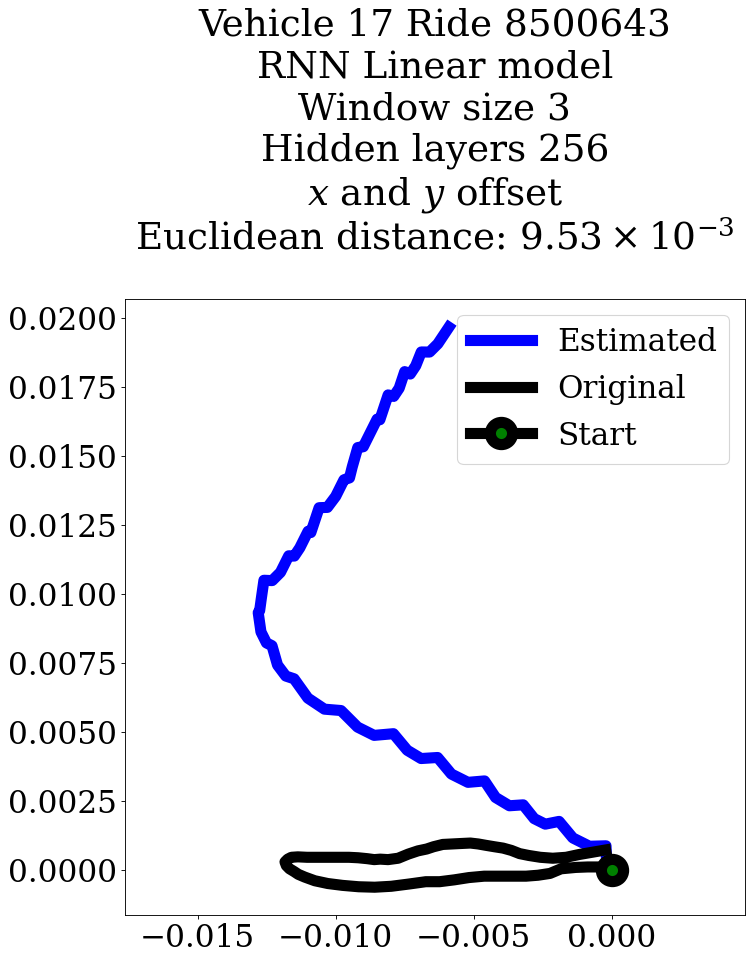 Vehicle 17 Ride 8500643
RNN Linear model
Window size 3
Hidden layers 256
x and y offset
Euclidean distance: 9.53 × 10⁻³
0.0200
0.0175
0.0150
0.0125
0.0100
0.0075
0.0050
0.0025
0.0000
Estimated
Original
Start
−0.015 −0.010 −0.005 0.000